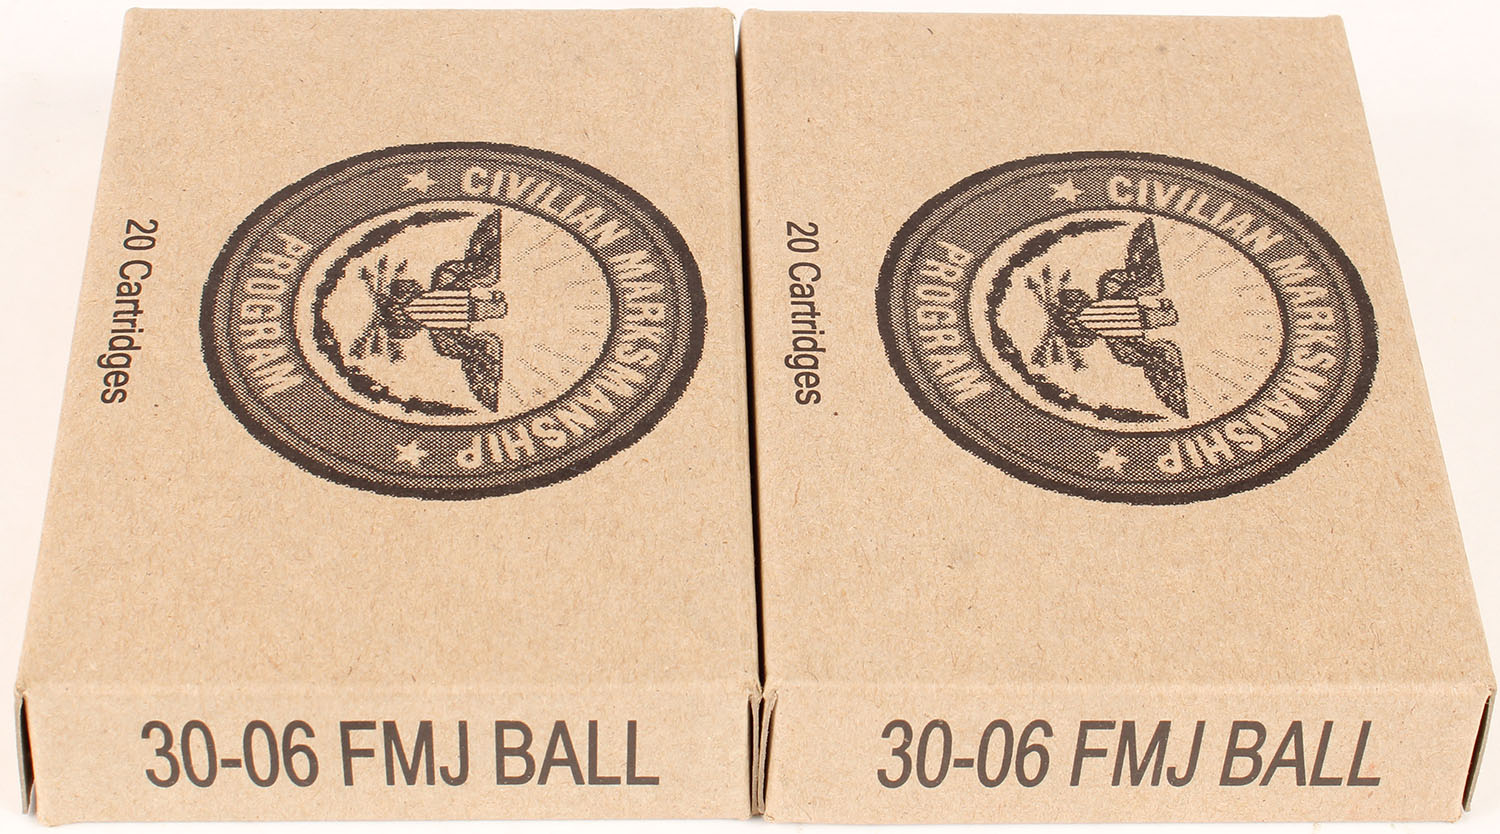 CIVILIAN MARKSMANSHIP
PROGRAM
20 Cartridges
30-06 FMJ BALL
CIVILIAN MARKSMANSHIP
PROGRAM
20 Cartridges
30-06 FMJ BALL